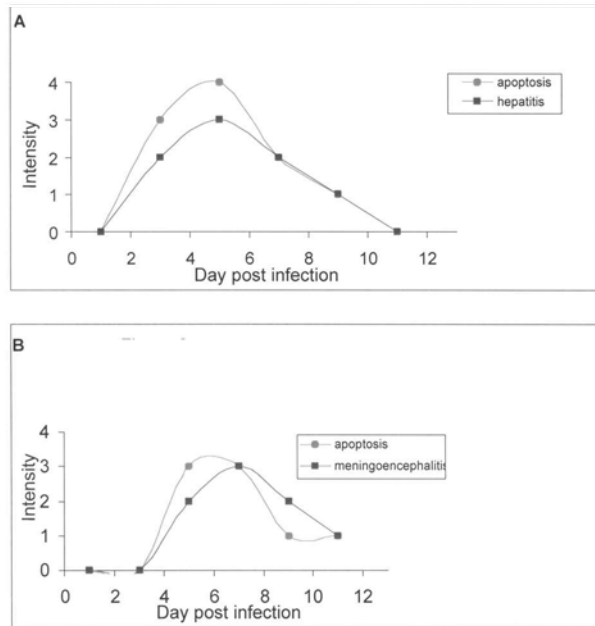 A
apoptosis
hepatitis
Intensity
4
3
2
1
0
0 2 4 6 8 10 12
Day post infection
B
apoptosis
meningoencephalitis
Intensity
4
3
2
1
0
0 2 4 6 8 10 12
Day post infection